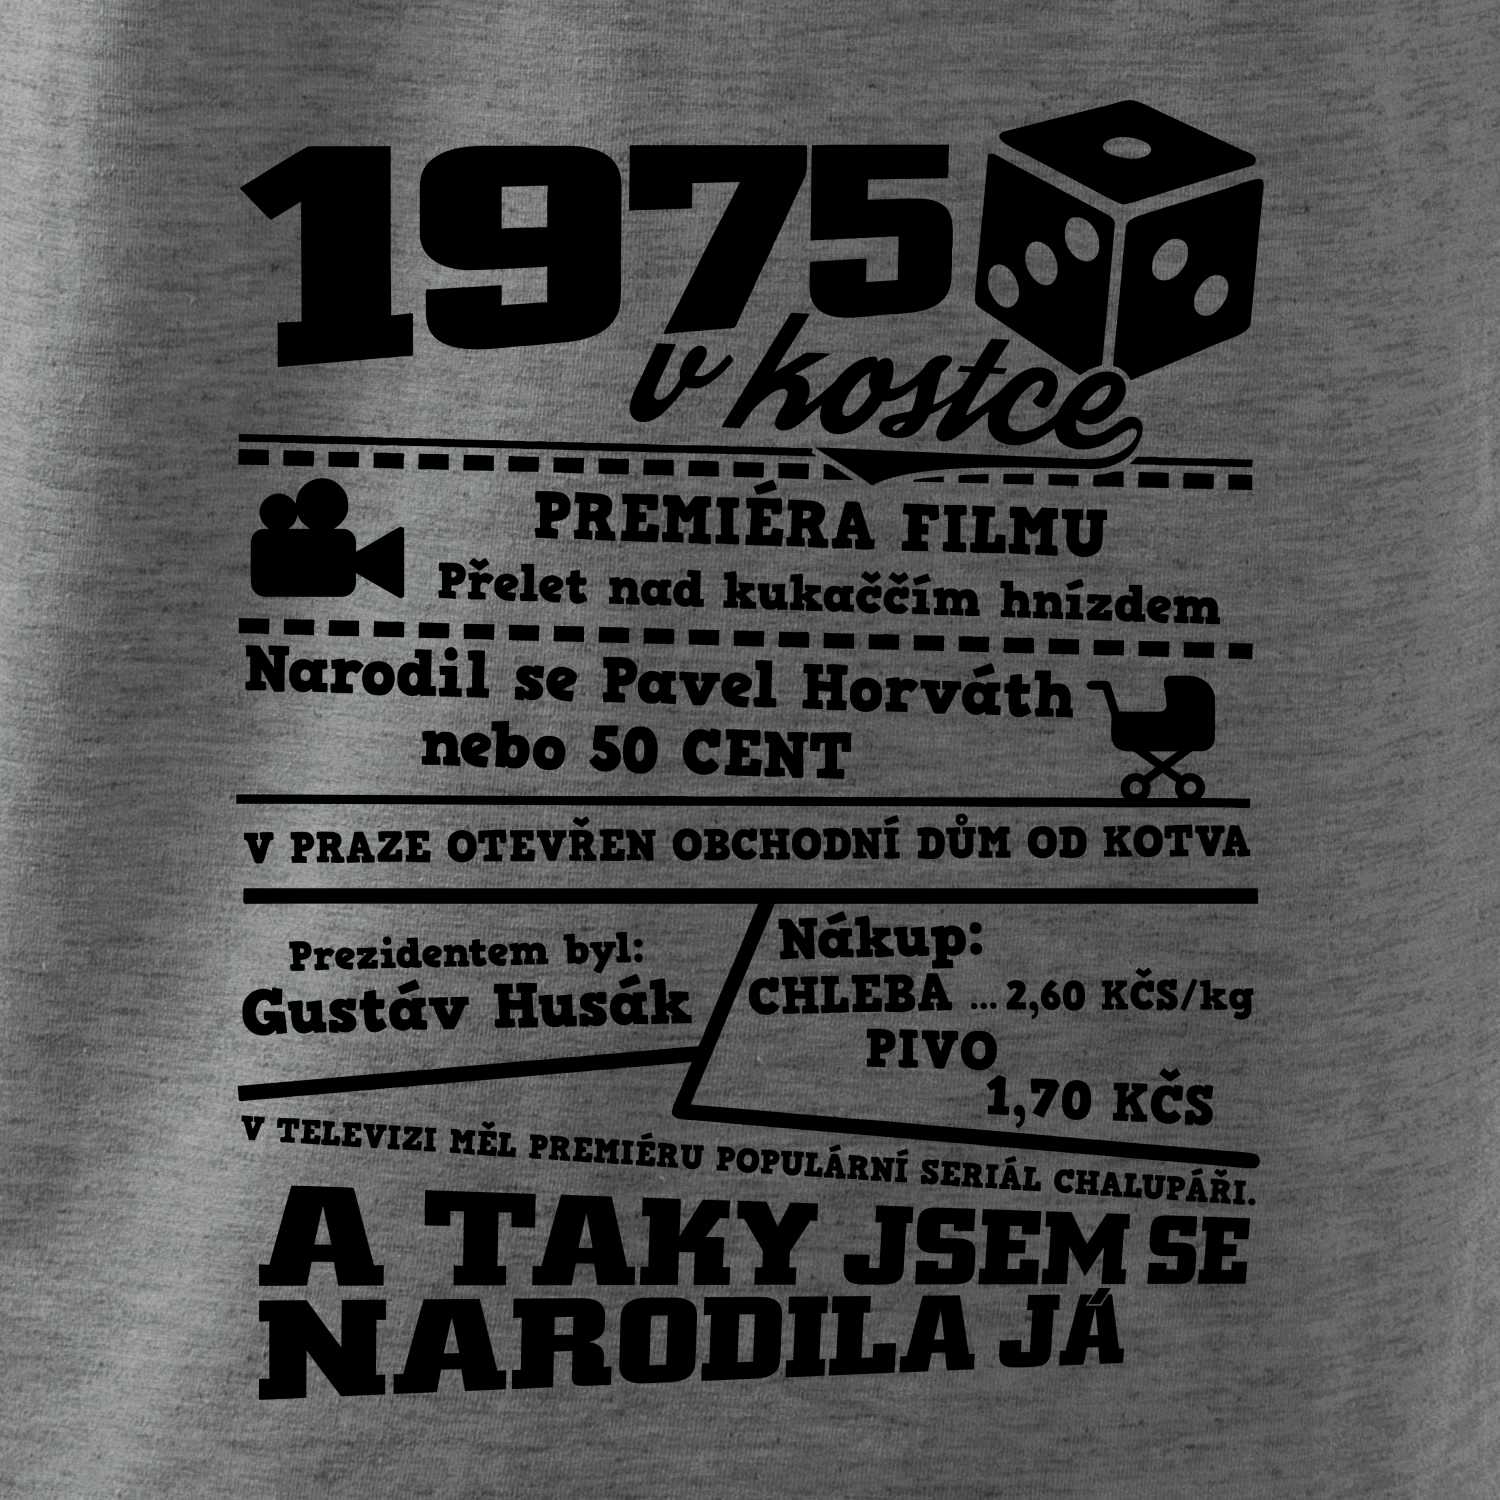 1975
v kostce
PREMIÉRA FILMU
Přelet nad kukaččím hnízdem
Narodil se Pavel Horváth
nebo 50 CENT
V PRAZE OTEVŘEN OBCHODNÍ DŮM OD KOTVA
Prezidentem byl:
Gustáv Husák
Nákup:
CHLEBA ... 2,60 KČS/kg
PIVO
1,70 KČS
V TELEVIZI MĚL PREMIÉRU POPULÁRNÍ SERIÁL CHALUPÁŘI.
A TAKY JSEM SE
NARODILA JÁ